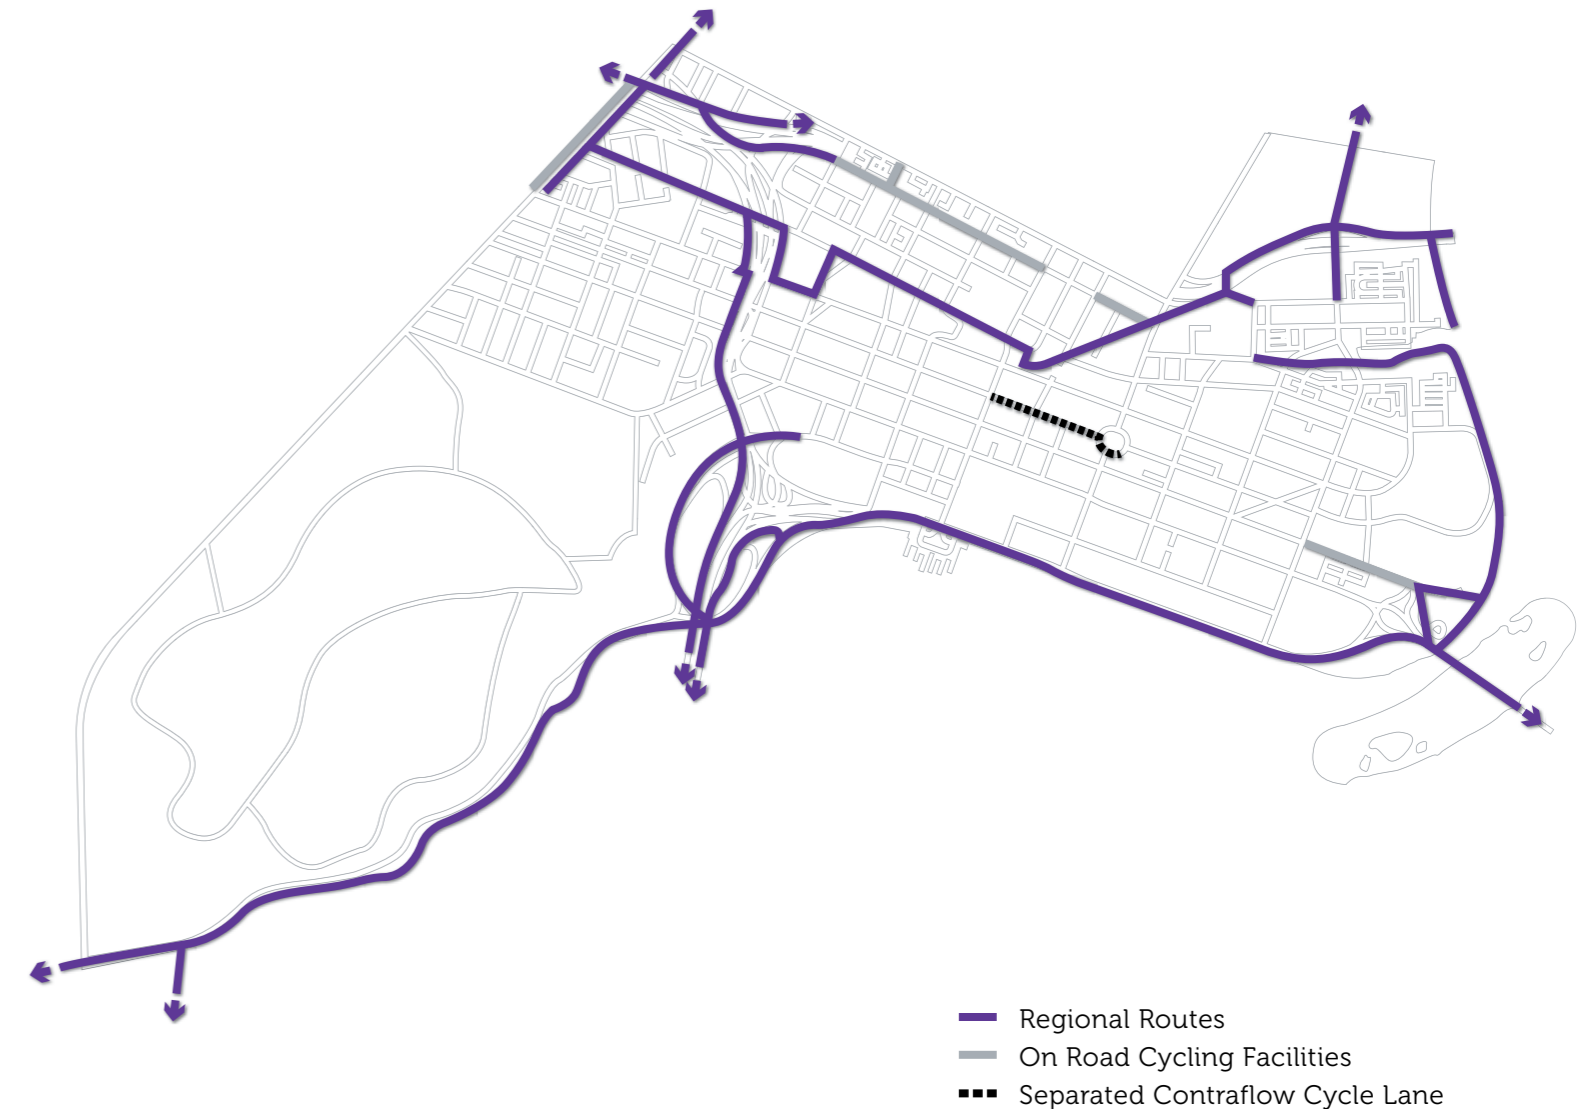 Regional Routes
On Road Cycling Facilities
Separated Contraflow Cycle Lane